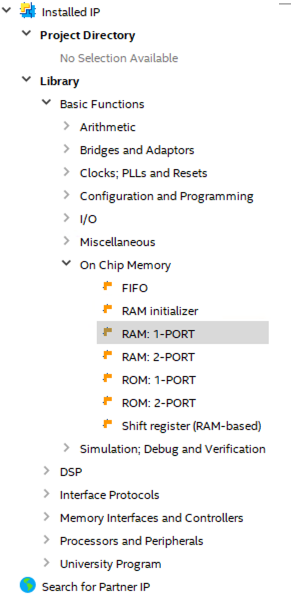 Installed IP
Project Directory
No Selection Available
Library
Basic Functions
Arithmetic
Bridges and Adaptors
Clocks; PLLs and Resets
Configuration and Programming
I/O
Miscellaneous
On Chip Memory
FIFO
RAM initializer
RAM: 1-PORT
RAM: 2-PORT
ROM: 1-PORT
ROM: 2-PORT
Shift register (RAM-based)
Simulation; Debug and Verification
DSP
Interface Protocols
Memory Interfaces and Controllers
Processors and Peripherals
University Program
Search for Partner IP